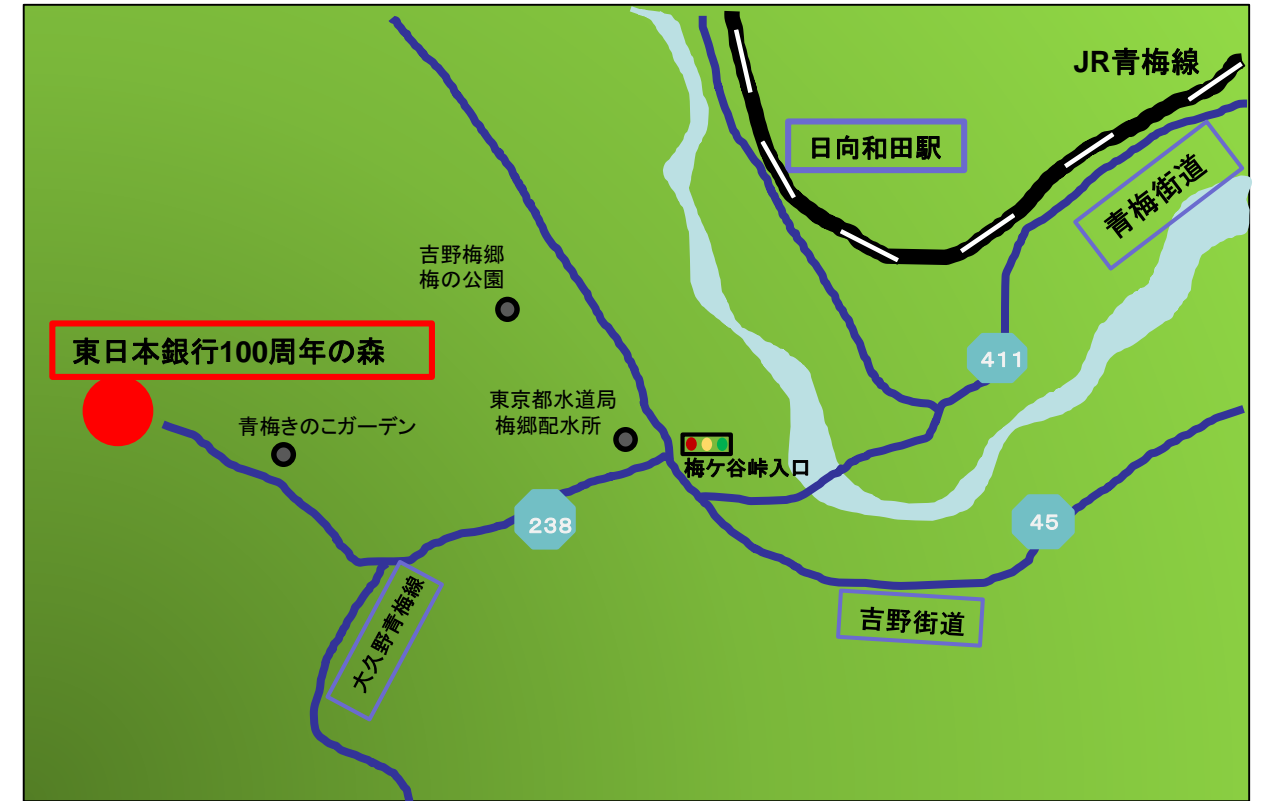 JR青梅線
日向和田駅
青梅街道
吉野梅郷
梅の公園
東日本銀行100周年の森
411
東京都水道局
梅郷配水所
青梅きのこガーデン
梅ケ谷峠入口
238
45
大久野青梅線
吉野街道